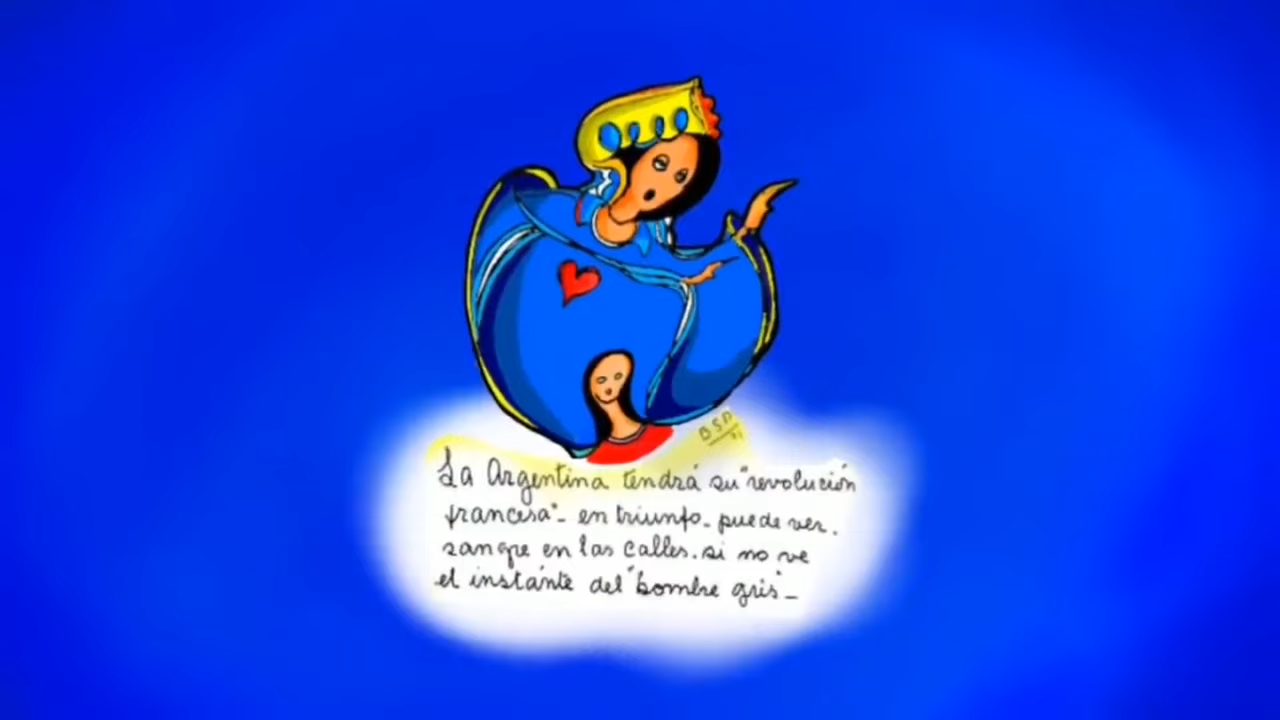 BSP
La Argentina tendrá su "revolución
francesa"- en triunfo- puede ver.
sangre en las calles. si no ve
el instante del "hombre gris"-